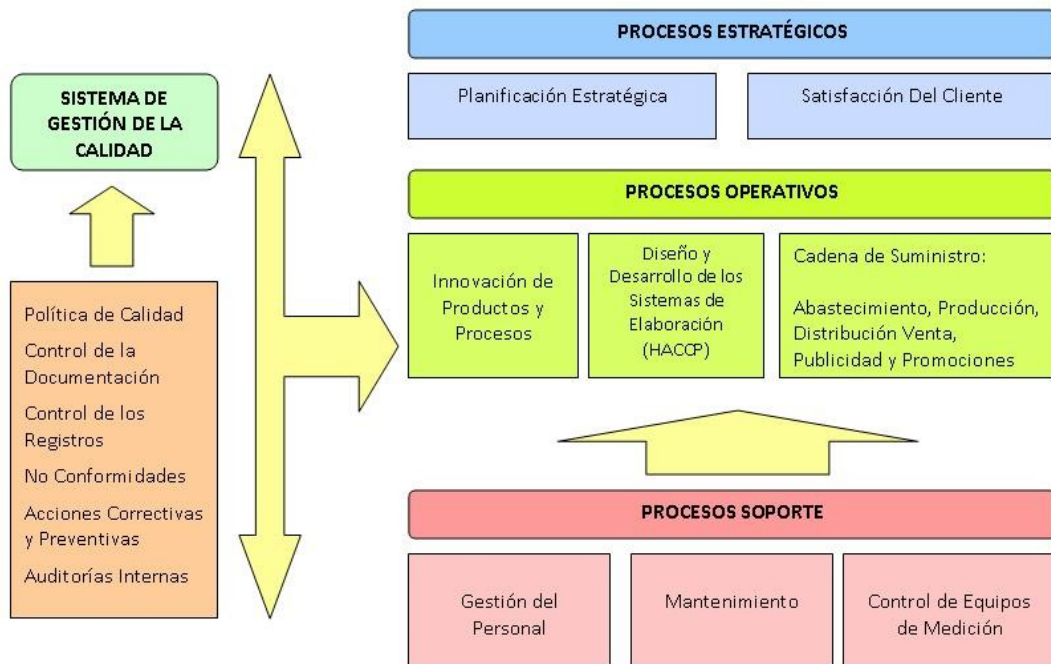 SISTEMA DE
GESTIÓN DE LA
CALIDAD
Política de Calidad
Control de la
Documentación
Control de los
Registros
No Conformidades
Acciones Correctivas
y Preventivas
Auditorías Internas
PROCESOS ESTRATÉGICOS
Planificación Estratégica
Satisfacción Del Cliente
PROCESOS OPERATIVOS
Innovación de
Productos y
Procesos
Diseño y
Desarrollo de los
Sistemas de
Elaboración
(HACCP)
Cadena de Suministro:
Abastecimiento, Producción,
Distribución Venta,
Publicidad y Promociones
PROCESOS SOPORTE
Gestión del
Personal
Mantenimiento
Control de Equipos
de Medición